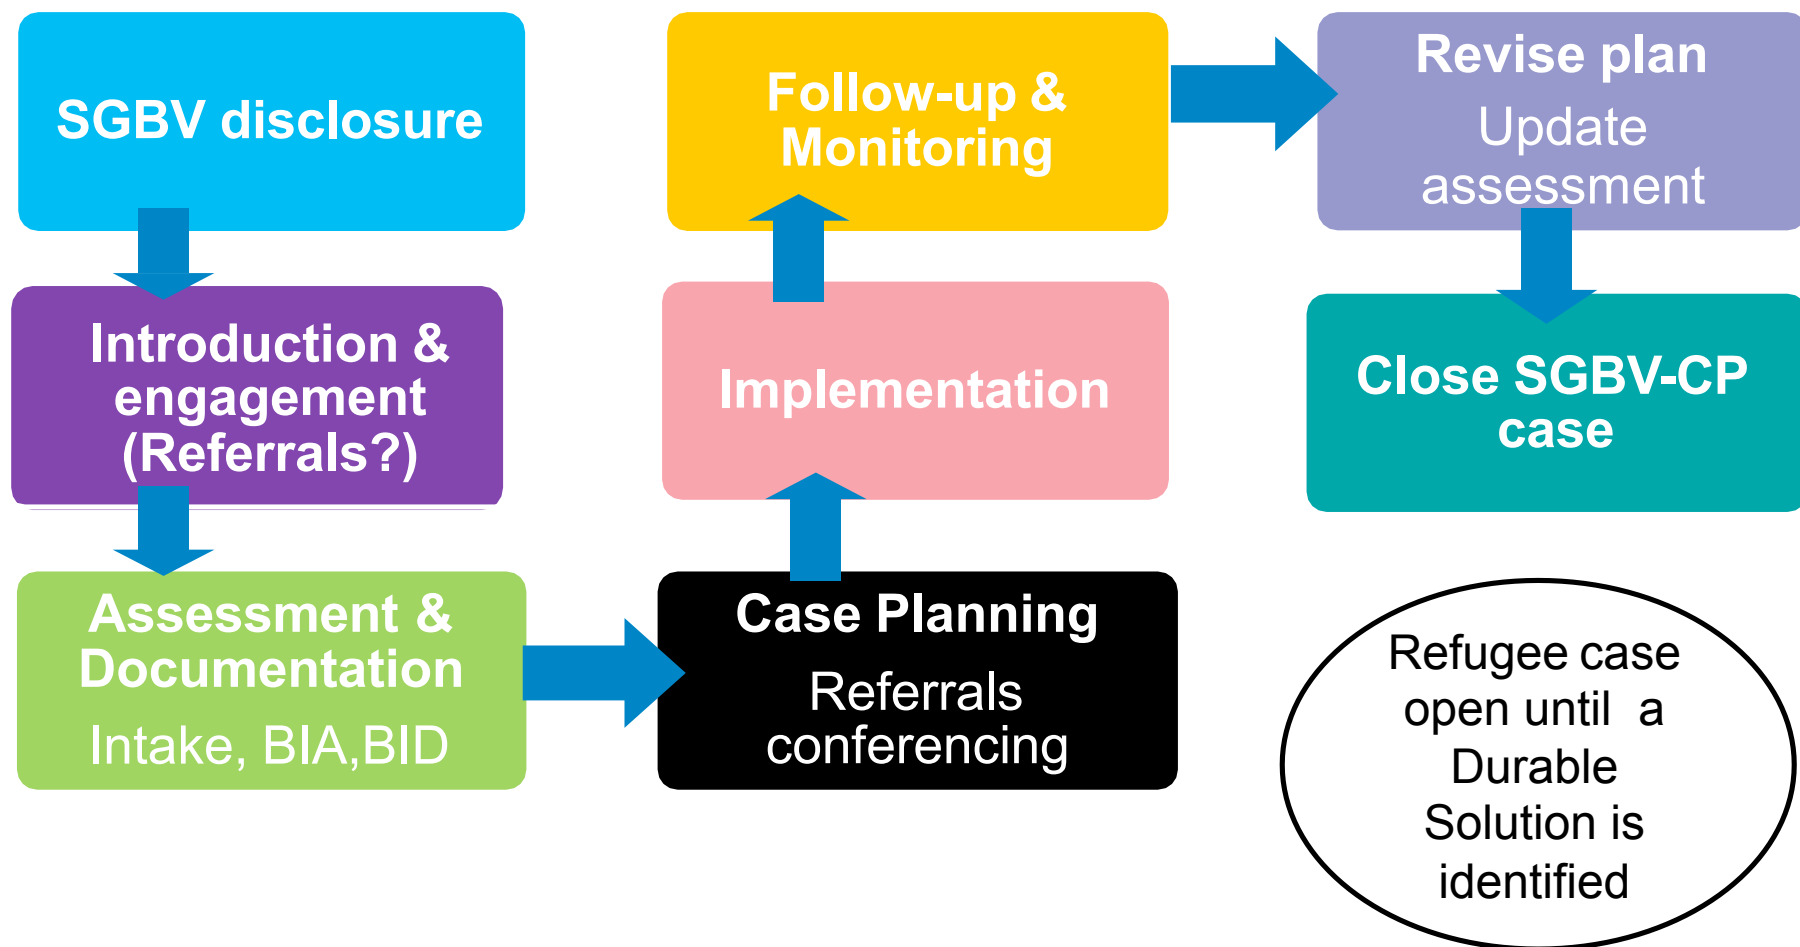 SGBV disclosure
Introduction &
engagement
(Referrals?)
Assessment &
Documentation
Intake, BIA,BID
Case Planning
Referrals
conferencing
Implementation
Follow-up &
Monitoring
Revise plan
Update
assessment
Close SGBV-CP
case
Refugee case
open until a
Durable
Solution is
identified